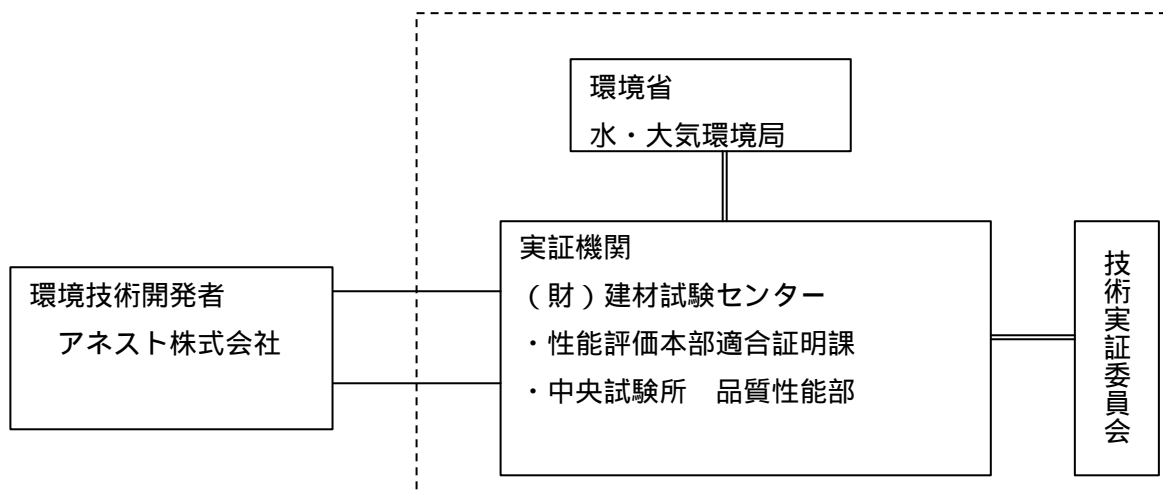 環境省
水・大気環境局
環境技術開発者
アネスト株式会社
実証機関
(財)建材試験センター
・性能評価本部適合証明課
・中央試験所　品質性能部
技術実証委員会